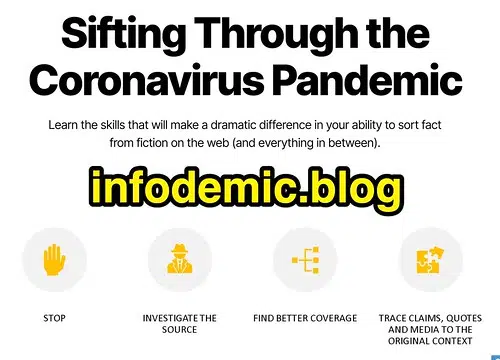 Sifting Through the
Coronavirus Pandemic
Learn the skills that will make a dramatic difference in your ability to sort fact
from fiction on the web (and everything in between).
infodemic.blog
STOP
INVESTIGATE THE
SOURCE
FIND BETTER COVERAGE
TRACE CLAIMS, QUOTES
AND MEDIA TO THE
ORIGINAL CONTEXT